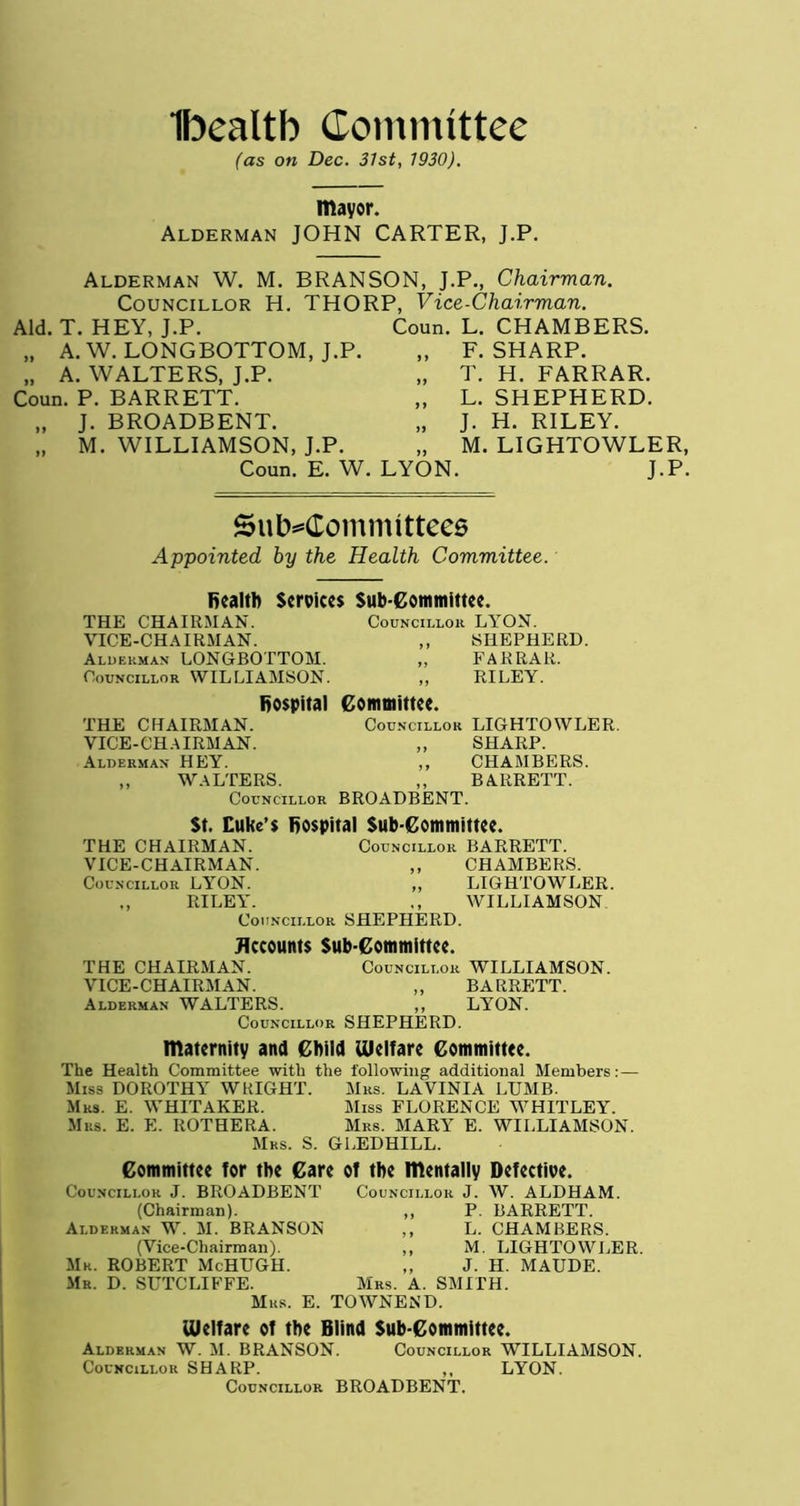 Health Committee
(as on Dec. 31st, 1930).
Mayor.
Alderman JOHN CARTER, J.P.
Alderman W. M. BRANSON, J.P., Chairman.
Councillor H. THORP, Vice-Chairman.
Ald. T. HEY, J.P. Coun. L. CHAMBERS.
„ A. W. LONGBOTTOM, J.P. „ F. SHARP.
„ A. WALTERS, J.P. „ T. H. FARRAR.
Coun. P. BARRETT. „ L. SHEPHERD.
„ J. BROADBENT. „ J. H. RILEY.
„ M. WILLIAMSON, J.P. „ M. LIGHTOWLER,
Coun. E. W. LYON. J.P.
Sub-Committees
Appointed by the Health Committee.
Health Services Sub-Committee.
THE CHAIRMAN. Councillor LYON.
VICE-CHAIRMAN. „ SHEPHERD.
Alderman LONGBOTTOM. „ FARRAR.
Councillor WILLIAMSON. „ RILEY.
Hospital Committee.
THE CHAIRMAN. Councillor LIGHTOWLER.
VICE-CHAIRMAN. „ SHARP.
Alderman HEY. „ CHAMBERS.
„ WALTERS. „ BARRETT.
Councillor BROADBENT.
St. Luke's Hospital Sub-Committee.
THE CHAIRMAN. Councillor BARRETT.
VICE-CHAIRMAN. „ CHAMBERS.
Councillor LYON. „ LIGHTOWLER.
„ RILEY. „ WILLIAMSON.
Councillor SHEPHERD.
Accounts Sub-Committee.
THE CHAIRMAN. Councillor WILLIAMSON.
VICE-CHAIRMAN. „ BARRETT.
Alderman WALTERS. „ LYON.
Councillor SHEPHERD.
Maternity and Child Welfare Committee.
The Health Committee with the following additional Members:—
Miss DOROTHY WRIGHT. Mrs. LAVINIA LUMB.
Mrs. E. WHITAKER. Miss FLORENCE WHITLEY.
Mrs. E. E. ROTHERA. Mrs. MARY E. WILLIAMSON.
Mrs. S. GLEDHILL.
Committee for the Care of the Mentally Defective.
Councillor J. BROADBENT Councillor J. W. ALDHAM.
(Chairman). „ P. BARRETT.
Alderman W. M. BRANSON „ L. CHAMBERS.
(Vice-Chairman). „ M. LIGHTOWLER.
Mr. ROBERT McHUGH. „ J. H. MAUDE.
Mr. D. SUTCLIFFE. Mrs. A. SMITH.
Mrs. E. TOWNEND.
Welfare of the Blind Sub-Committee.
Alderman W. M. BRANSON. Councillor WILLIAMSON.
Councillor SHARP. „ LYON.
Councillor BROADBENT.